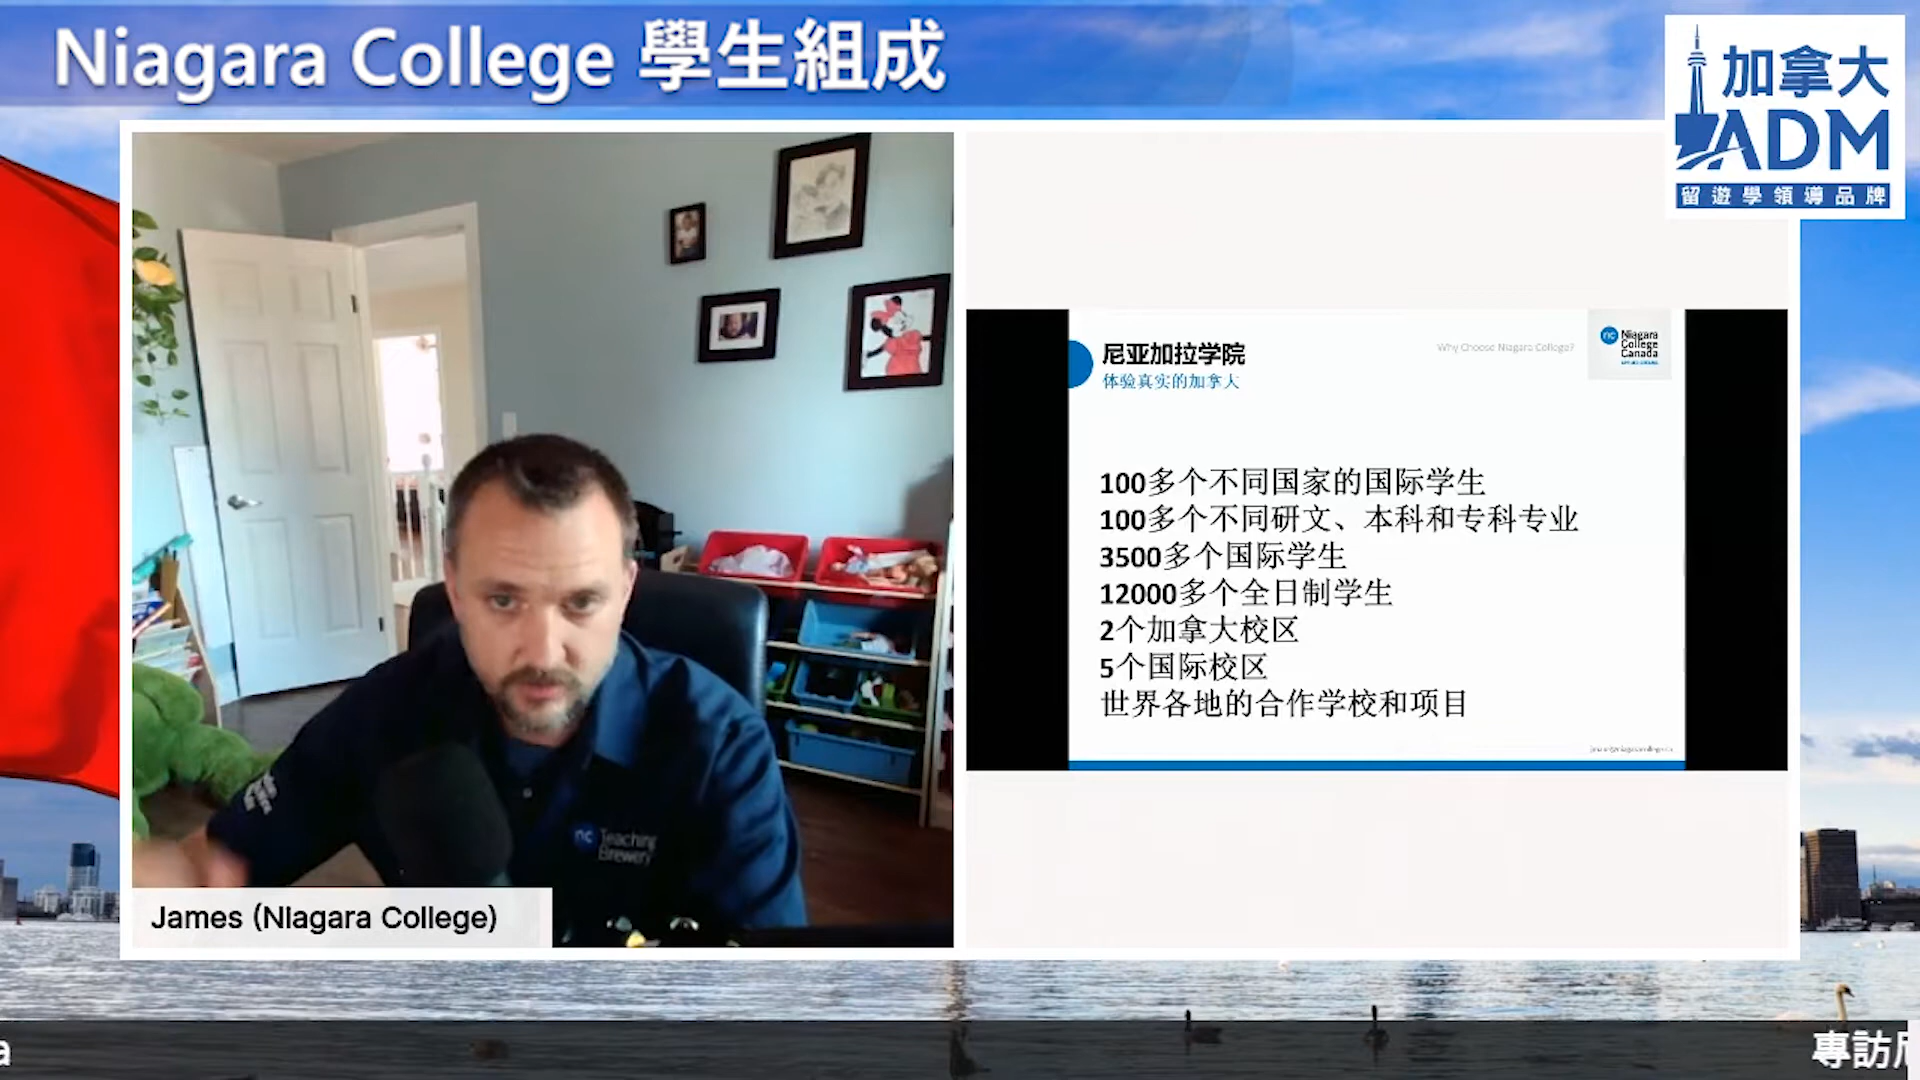 Niagara College 學生組成
加拿大
ADM
留遊學領導品牌
尼亚加拉学院
体验真实的加拿大
Why Choose Niagara College?
nc Niagara
College
Canada
100多个不同国家的国际学生
100多个不同研文、本科和专科专业
3500多个国际学生
12000多个全日制学生
2个加拿大校区
5个国际校区
世界各地的合作学校和项目
nc Teaching
Brewery
James (NIagara College)
a
專訪